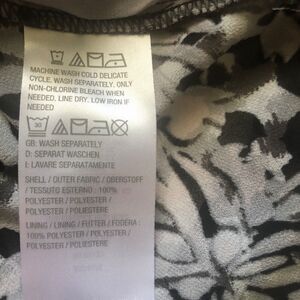 MACHINE WASH COLD DELICATE
CYCLE. WASH SEPARATELY. ONLY
NON-CHLORINE BLEACH WHEN
NEEDED. LINE DRY. LOW IRON IF
NEEDED
30
GB: WASH SEPARATELY
D: SEPARAT WASCHEN
I: LAVARE SEPARATAMENTE
SHELL / OUTER FABRIC / OBERSTOFF
/ TESSUTO ESTERNO : 100%
POLYESTER / POLYESTER /
POLYESTER / POLIESTERE
LINING / LINING / FUTTER / FODERA :
100% POLYESTER / POLYESTER /
POLYESTER / POLIESTERE